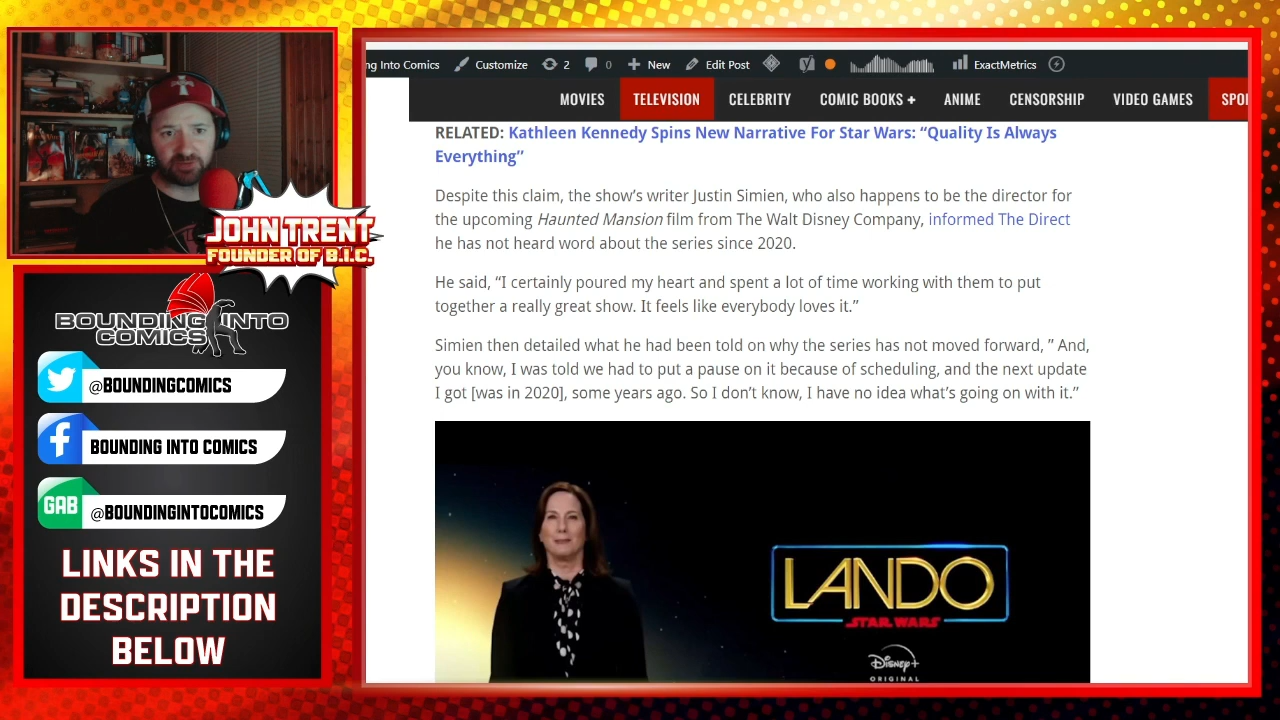 JOHN TRENT
FOUNDER OF B.I.C.
BOUNDING INTO
COMICS
@BOUNDINGCOMICS
BOUNDING INTO COMICS
GAB
@BOUNDINGINTOCOMICS
LINKS IN THE
DESCRIPTION
BELOW
ng Into Comics Customize 2 0 New Edit Post ExactMetrics
MOVIES TELEVISION CELEBRITY COMIC BOOKS + ANIME CENSORSHIP VIDEO GAMES SPO
RELATED: Kathleen Kennedy Spins New Narrative For Star Wars: “Quality Is Always
Everything”
Despite this claim, the show’s writer Justin Simien, who also happens to be the director for
the upcoming Haunted Mansion film from The Walt Disney Company, informed The Direct
he has not heard word about the series since 2020.
He said, “I certainly poured my heart and spent a lot of time working with them to put
together a really great show. It feels like everybody loves it.”
Simien then detailed what he had been told on why the series has not moved forward, ” And,
you know, I was told we had to put a pause on it because of scheduling, and the next update
I got [was in 2020], some years ago. So I don’t know, I have no idea what’s going on with it.”
LANDO
STAR WARS
Disney+
ORIGINAL